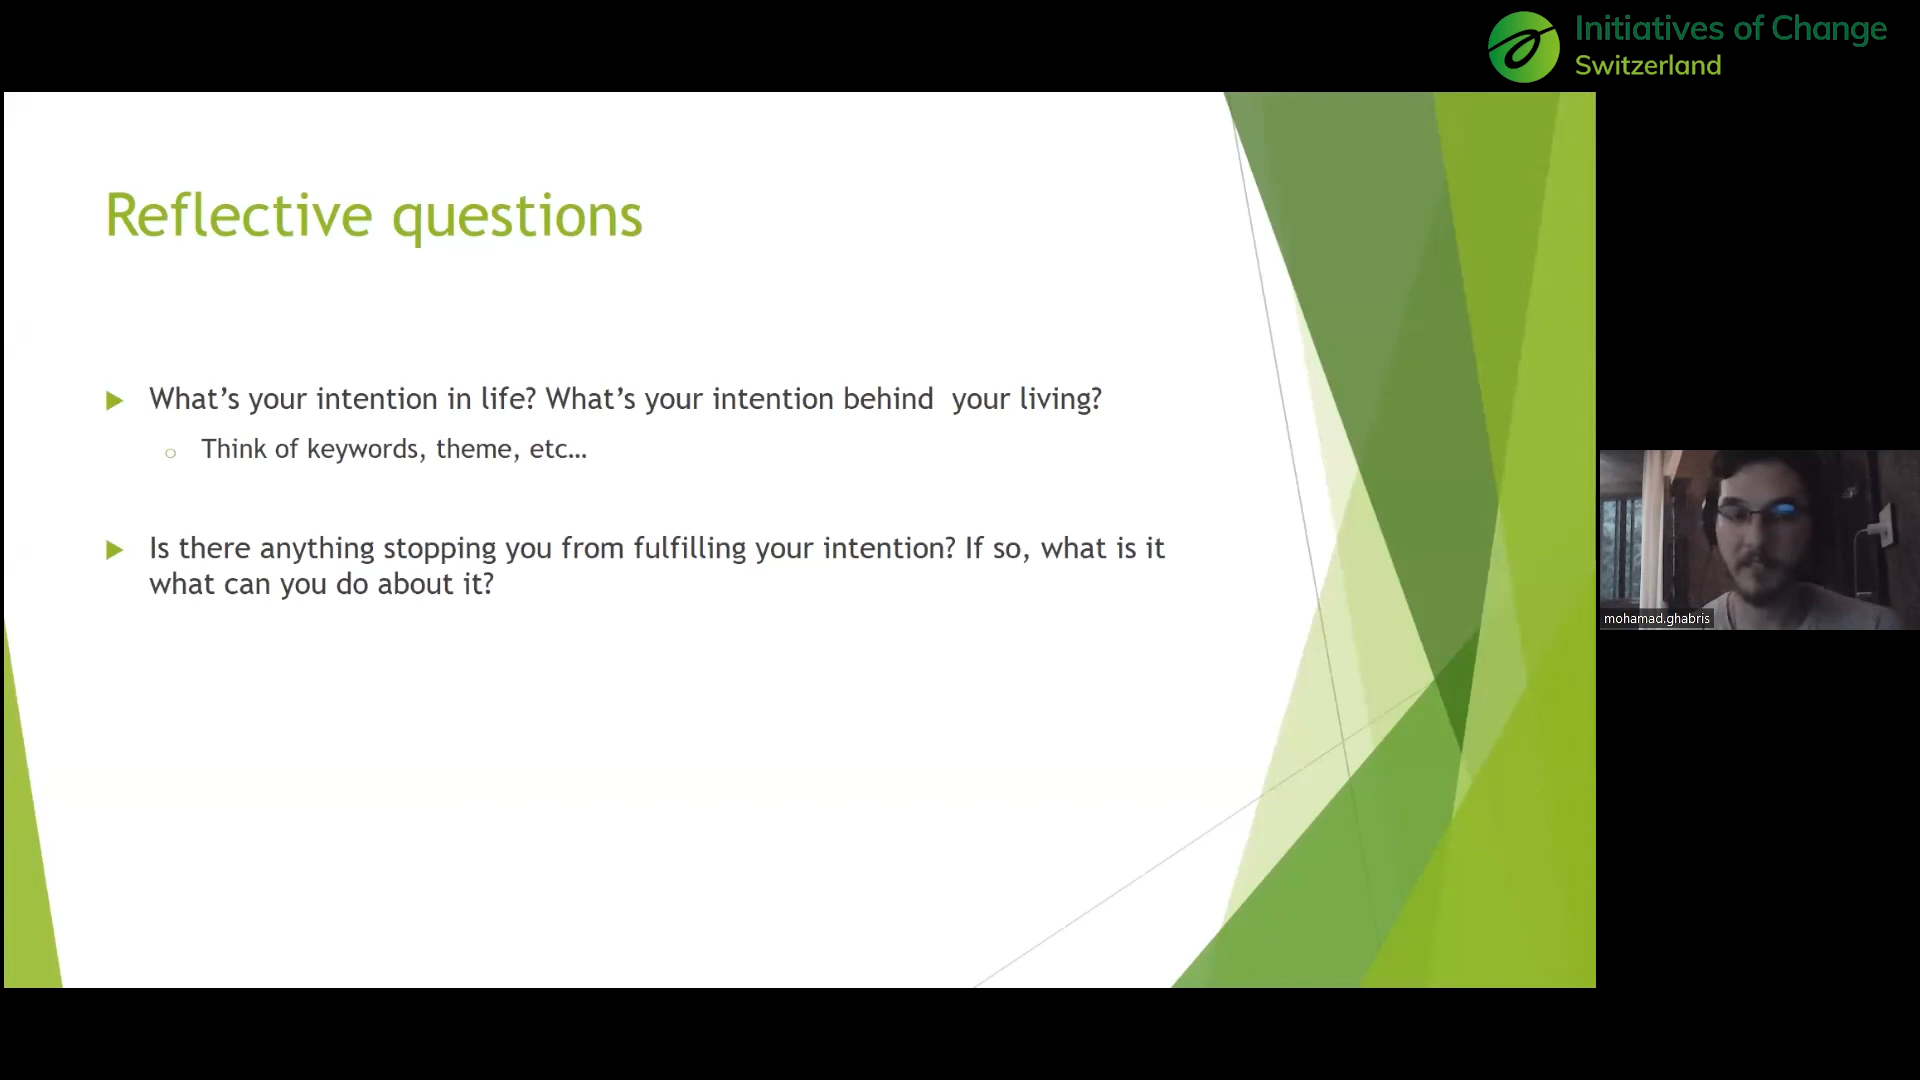 Initiatives of Change
Switzerland
Reflective questions
What’s your intention in life? What’s your intention behind  your living?
Think of keywords, theme, etc…
Is there anything stopping you from fulfilling your intention? If so, what is it
what can you do about it?
mohamad.ghabris